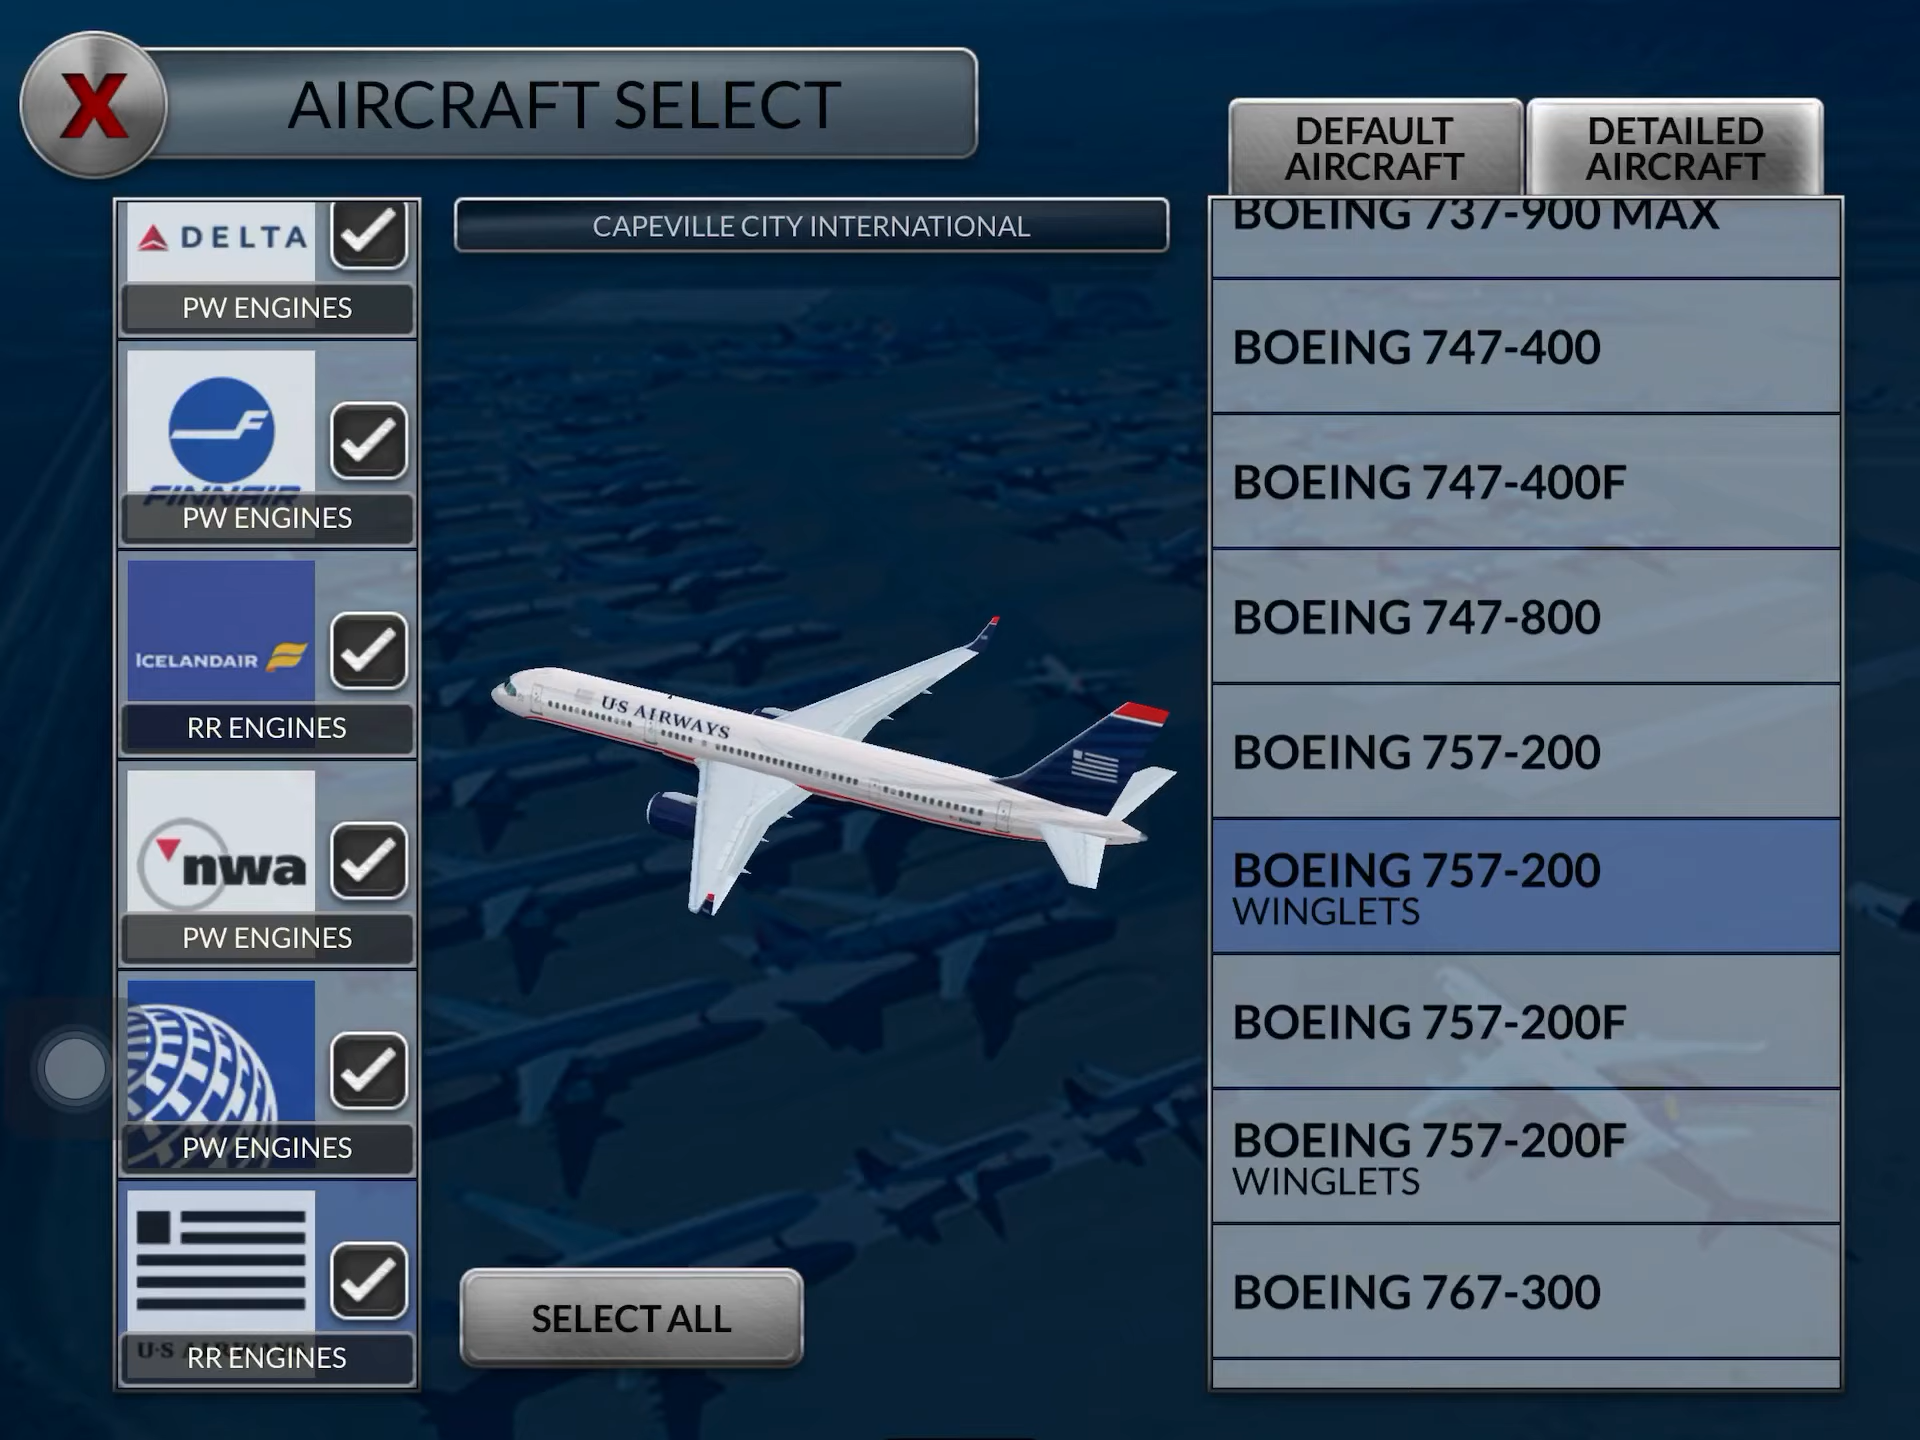 X
AIRCRAFT SELECT
DEFAULT
AIRCRAFT
DETAILED
AIRCRAFT
DELTA
PW ENGINES
FINNAIR
PW ENGINES
ICELANDAIR
RR ENGINES
nwa
PW ENGINES
PW ENGINES
U·S AIRWAYS
RR ENGINES
CAPEVILLE CITY INTERNATIONAL
U·S AIRWAYS
SELECT ALL
BOEING 737-900 MAX
BOEING 747-400
BOEING 747-400F
BOEING 747-800
BOEING 757-200
BOEING 757-200
WINGLETS
BOEING 757-200F
BOEING 757-200F
WINGLETS
BOEING 767-300